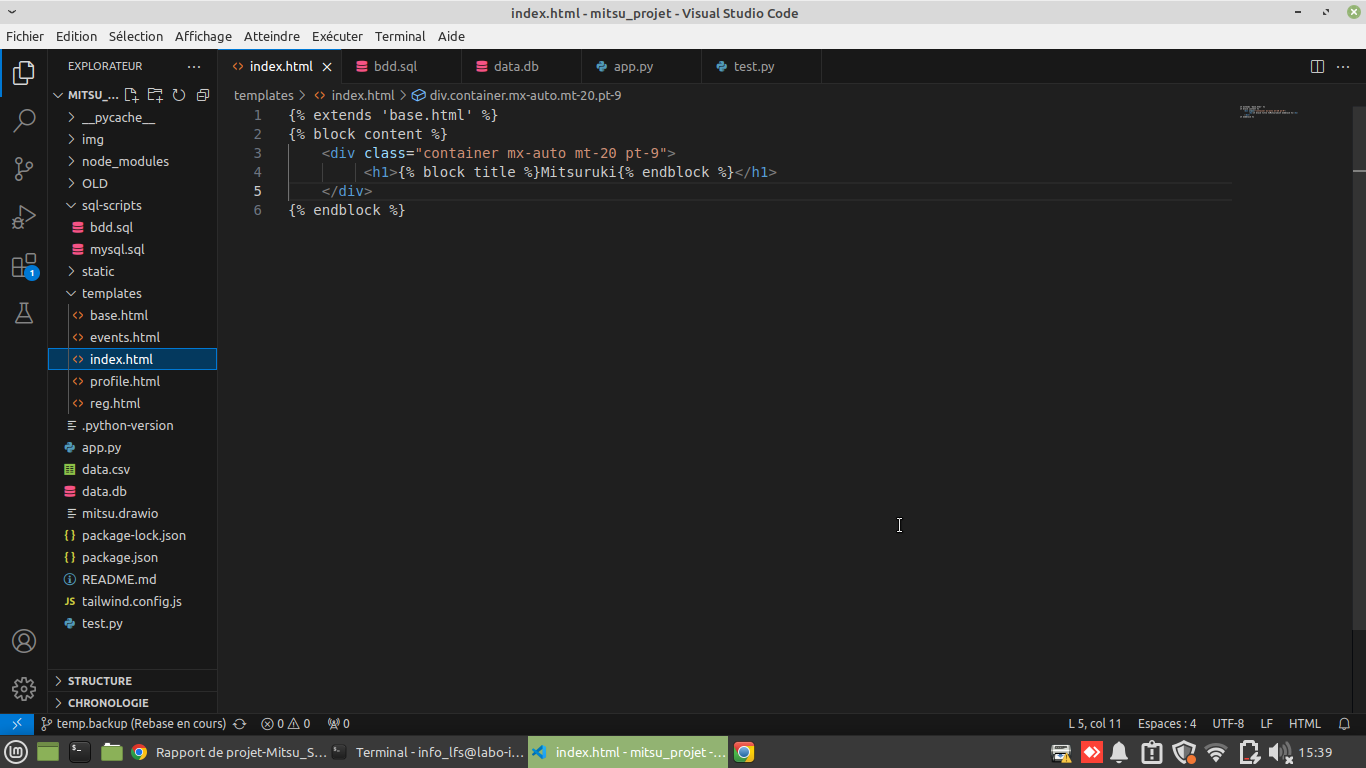 index.html - mitsu_projet - Visual Studio Code
Fichier Edition Sélection Affichage Atteindre Exécuter Terminal Aide
EXPLORATEUR
index.html
bdd.sql
data.db
app.py
test.py
MITSU_...
templates > index.html > div.container.mx-auto.mt-20.pt-9
__pycache__
img
node_modules
OLD
sql-scripts
bdd.sql
mysql.sql
static
templates
base.html
events.html
index.html
profile.html
reg.html
.python-version
app.py
data.csv
data.db
mitsu.drawio
package-lock.json
package.json
README.md
JS tailwind.config.js
test.py
STRUCTURE
CHRONOLOGIE
1 {% extends 'base.html' %}
2 {% block content %}
3 <div class="container mx-auto mt-20 pt-9">
4 <h1>{% block title %}Mitsuruki{% endblock %}</h1>
5 </div>
6 {% endblock %}
1
temp.backup (Rebase en cours) 0 0 0 L 5, col 11 Espaces : 4 UTF-8 LF HTML
Rapport de projet-Mitsu_S... Terminal - info_lfs@labo-i... index.html - mitsu_projet -... 15:39